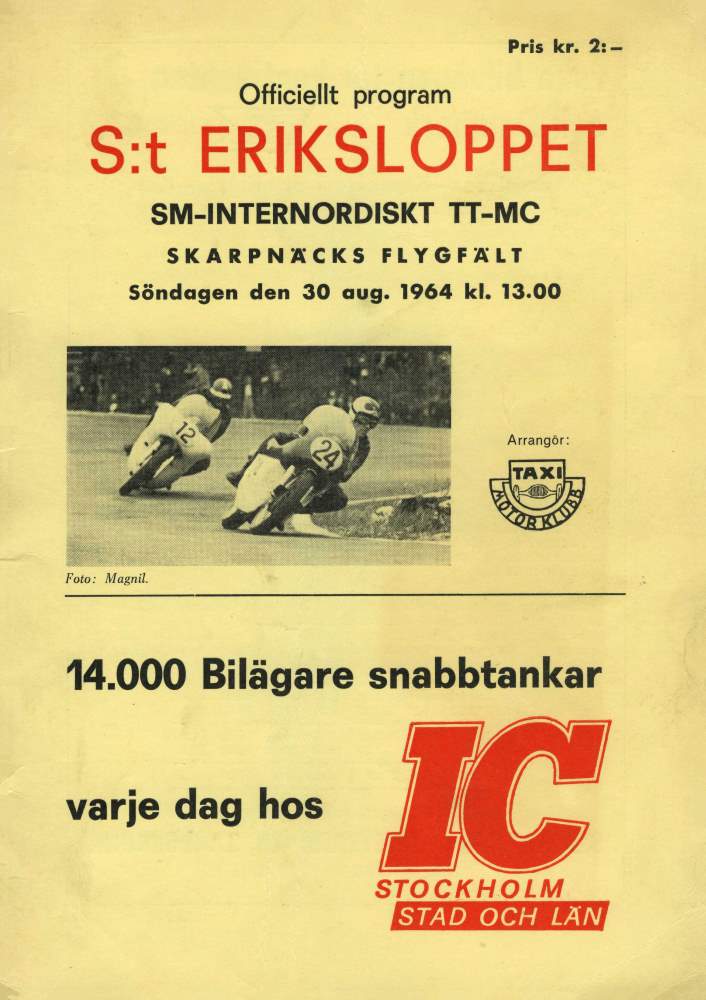 Pris kr. 2:–
Officiellt program
S:t ERIKSLOPPET
SM-INTERNORDISKT TT-MC
SKARPNÄCKS FLYGFÄLT
Söndagen den 30 aug. 1964 kl. 13.00
12
24
Arrangör:
TAXI
MOTORKLUBB
Foto: Magnil.
14.000 Bilägare snabbtankar
varje dag hos
IC
STOCKHOLM
STAD OCH LÄN